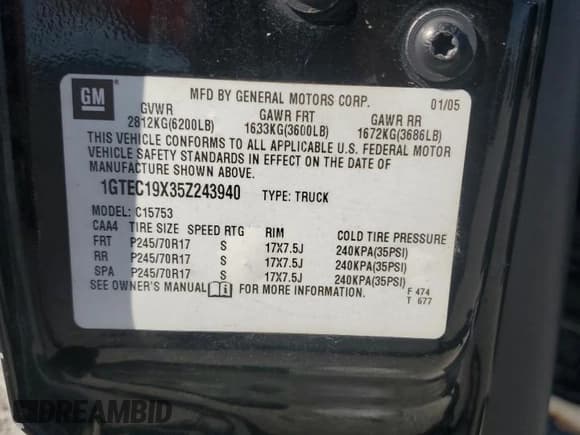 GM
MFD BY GENERAL MOTORS CORP. 01/05
GVWR GAWR FRT GAWR RR
2812KG(6200LB) 1633KG(3600LB) 1672KG(3686LB)
THIS VEHICLE CONFORMS TO ALL APPLICABLE U.S. FEDERAL MOTOR
VEHICLE SAFETY STANDARDS IN EFFECT ON THE DATE OF
MANUFACTURE SHOWN ABOVE.
1GTEC19X35Z243940 TYPE: TRUCK
MODEL: C15753
CAA4 TIRE SIZE SPEED RTG RIM COLD TIRE PRESSURE
FRT P245/70R17 S 17X7.5J 240KPA(35PSI)
RR P245/70R17 S 17X7.5J 240KPA(35PSI)
SPA P245/70R17 S 17X7.5J 240KPA(35PSI)
SEE OWNER'S MANUAL FOR MORE INFORMATION.
F 474
T 677
DREAMBID